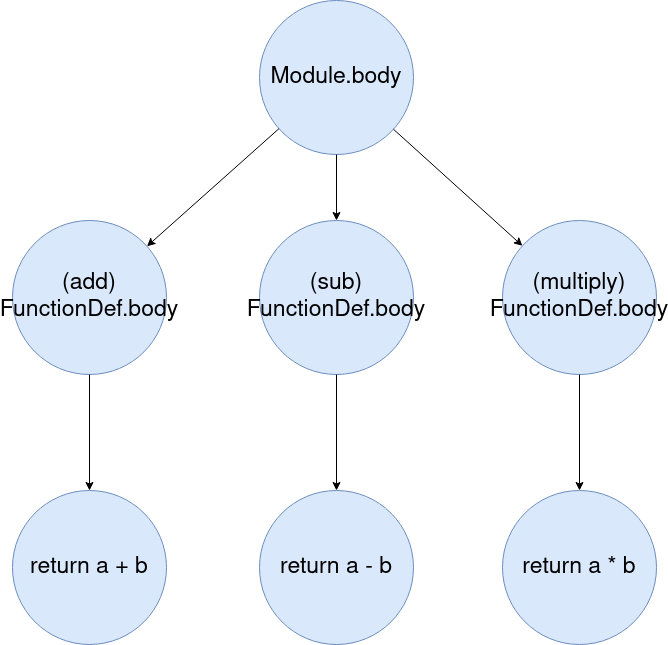 Module.body
(add)
FunctionDef.body
(sub)
FunctionDef.body
(multiply)
FunctionDef.body
return a + b
return a - b
return a * b